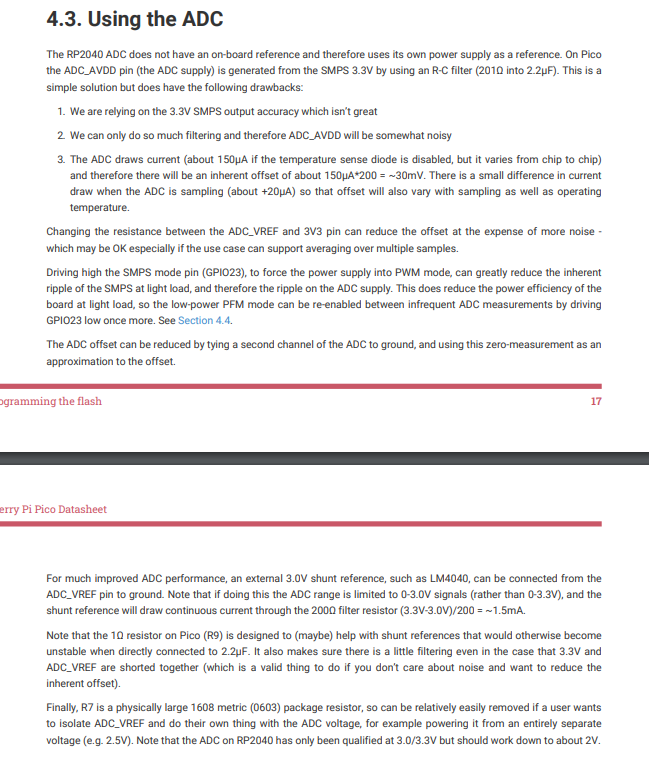 4.3. Using the ADC
The RP2040 ADC does not have an on-board reference and therefore uses its own power supply as a reference. On Pico
the ADC_AVDD pin (the ADC supply) is generated from the SMPS 3.3V by using an R-C filter (201Ω into 2.2μF). This is a
simple solution but does have the following drawbacks:
1. We are relying on the 3.3V SMPS output accuracy which isn't great
2. We can only do so much filtering and therefore ADC_AVDD will be somewhat noisy
3. The ADC draws current (about 150μA if the temperature sense diode is disabled, but it varies from chip to chip)
and therefore there will be an inherent offset of about 150μA*200 = ~30mV. There is a small difference in current
draw when the ADC is sampling (about +20μA) so that offset will also vary with sampling as well as operating
temperature.
Changing the resistance between the ADC_VREF and 3V3 pin can reduce the offset at the expense of more noise -
which may be OK especially if the use case can support averaging over multiple samples.
Driving high the SMPS mode pin (GPIO23), to force the power supply into PWM mode, can greatly reduce the inherent
ripple of the SMPS at light load, and therefore the ripple on the ADC supply. This does reduce the power efficiency of the
board at light load, so the low-power PFM mode can be re-enabled between infrequent ADC measurements by driving
GPIO23 low once more. See Section 4.4.
The ADC offset can be reduced by tying a second channel of the ADC to ground, and using this zero-measurement as an
approximation to the offset.
ogramming the flash 17
erry Pi Pico Datasheet
For much improved ADC performance, an external 3.0V shunt reference, such as LM4040, can be connected from the
ADC_VREF pin to ground. Note that if doing this the ADC range is limited to 0-3.0V signals (rather than 0-3.3V), and the
shunt reference will draw continuous current through the 200Ω filter resistor (3.3V-3.0V)/200 = ~1.5mA.
Note that the 1Ω resistor on Pico (R9) is designed to (maybe) help with shunt references that would otherwise become
unstable when directly connected to 2.2μF. It also makes sure there is a little filtering even in the case that 3.3V and
ADC_VREF are shorted together (which is a valid thing to do if you don't care about noise and want to reduce the
inherent offset).
Finally, R7 is a physically large 1608 metric (0603) package resistor, so can be relatively easily removed if a user wants
to isolate ADC_VREF and do their own thing with the ADC voltage, for example powering it from an entirely separate
voltage (e.g. 2.5V). Note that the ADC on RP2040 has only been qualified at 3.0/3.3V but should work down to about 2V.